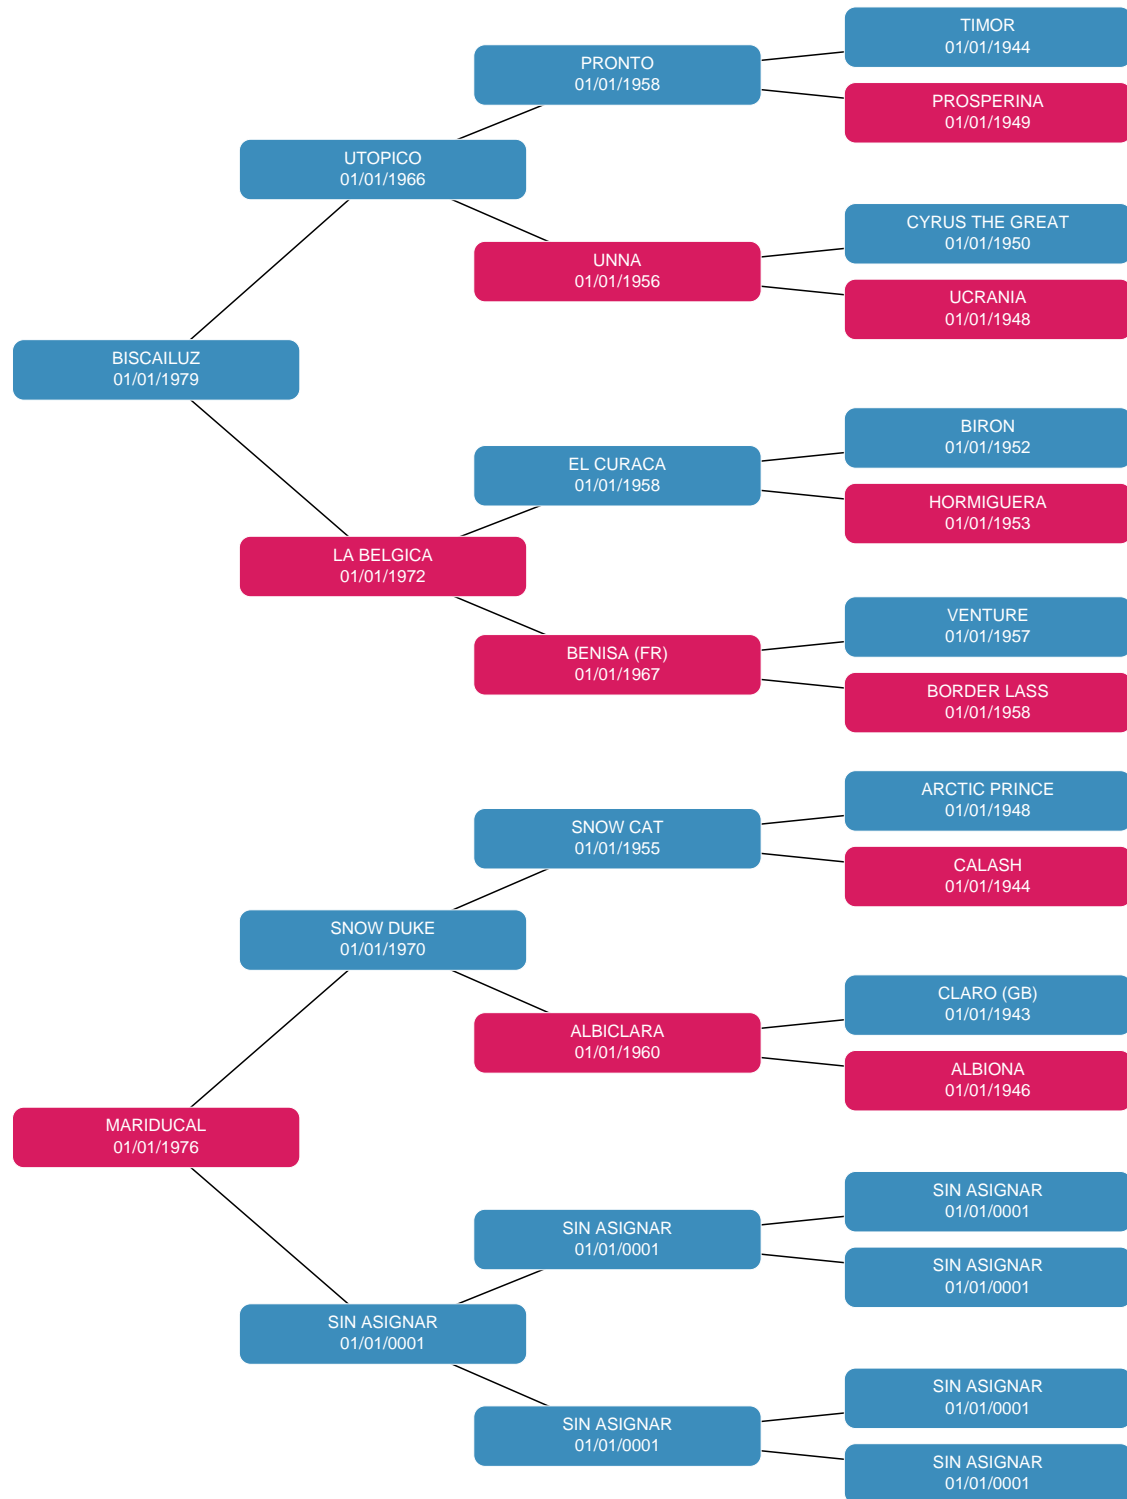 TIMOR
01/01/1944
PRONTO
01/01/1958
PROSPERINA
01/01/1949
UTOPICO
01/01/1966
CYRUS THE GREAT
01/01/1950
UNNA
01/01/1956
UCRANIA
01/01/1948
BISCAILUZ
01/01/1979
BIRON
01/01/1952
EL CURACA
01/01/1958
HORMIGUERA
01/01/1953
LA BELGICA
01/01/1972
VENTURE
01/01/1957
BENISA (FR)
01/01/1967
BORDER LASS
01/01/1958
ARCTIC PRINCE
01/01/1948
SNOW CAT
01/01/1955
CALASH
01/01/1944
SNOW DUKE
01/01/1970
CLARO (GB)
01/01/1943
ALBICLARA
01/01/1960
ALBIONA
01/01/1946
MARIDUCAL
01/01/1976
SIN ASIGNAR
01/01/0001
SIN ASIGNAR
01/01/0001
SIN ASIGNAR
01/01/0001
SIN ASIGNAR
01/01/0001
SIN ASIGNAR
01/01/0001
SIN ASIGNAR
01/01/0001
SIN ASIGNAR
01/01/0001